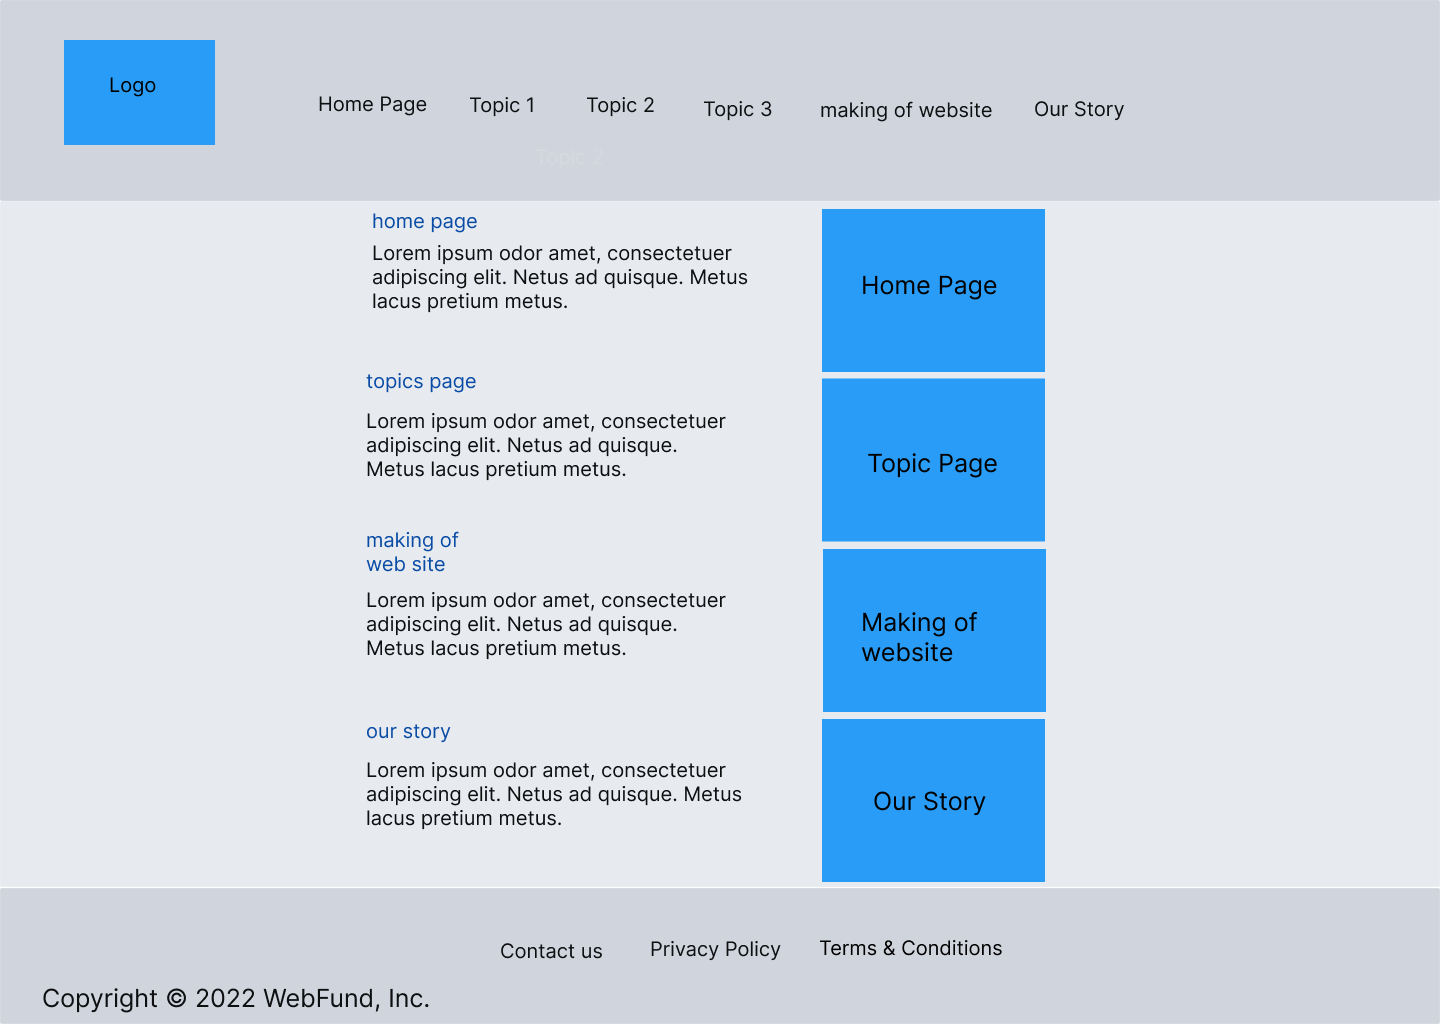 Logo
Home Page
Topic 1
Topic 2
Topic 3
making of website
Our Story
Topic 2
home page
Lorem ipsum odor amet, consectetuer
adipiscing elit. Netus ad quisque. Metus
lacus pretium metus.
Home Page
topics page
Lorem ipsum odor amet, consectetuer
adipiscing elit. Netus ad quisque.
Metus lacus pretium metus.
Topic Page
making of
web site
Lorem ipsum odor amet, consectetuer
adipiscing elit. Netus ad quisque.
Metus lacus pretium metus.
Making of
website
our story
Lorem ipsum odor amet, consectetuer
adipiscing elit. Netus ad quisque. Metus
lacus pretium metus.
Our Story
Contact us
Privacy Policy
Terms & Conditions
Copyright © 2022 WebFund, Inc.